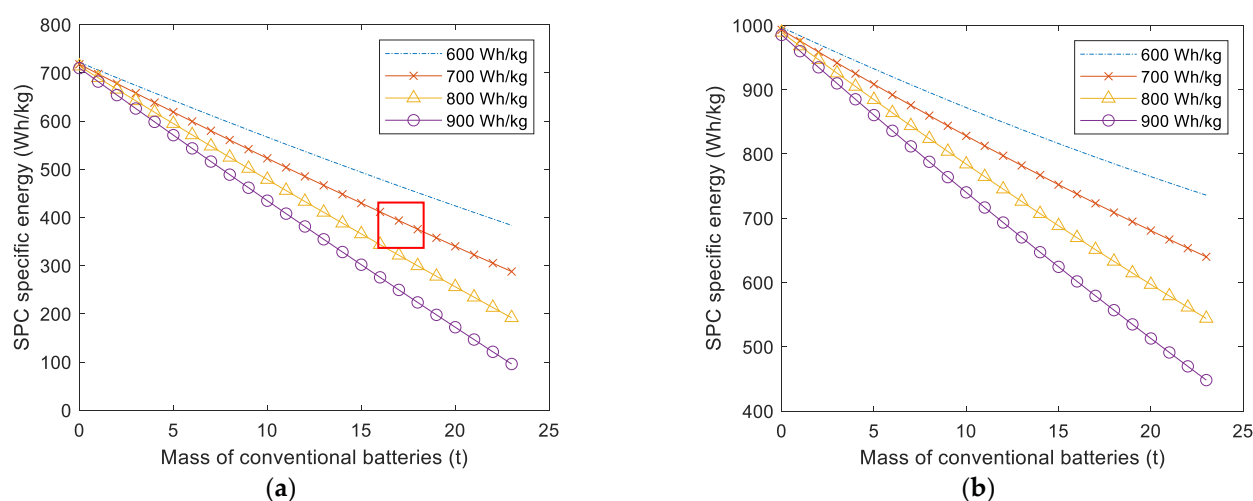 800
700
600
500
400
300
200
100
0
0 5 10 15 20 25
SPC specific energy (Wh/kg)
Mass of conventional batteries (t)
600 Wh/kg
700 Wh/kg
800 Wh/kg
900 Wh/kg
(a)
1000
900
800
700
600
500
400
0 5 10 15 20 25
SPC specific energy (Wh/kg)
Mass of conventional batteries (t)
600 Wh/kg
700 Wh/kg
800 Wh/kg
900 Wh/kg
(b)